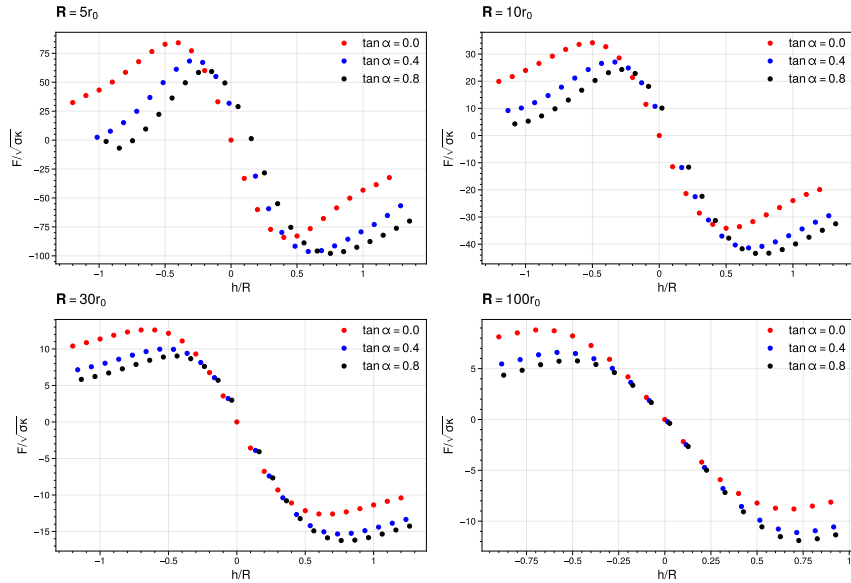 R = 5r₀
tan α = 0.0
tan α = 0.4
tan α = 0.8
75
50
25
0
−25
−50
−75
−100
F/√σκ
−1
−0.5
0
0.5
1
h/R
R = 10r₀
tan α = 0.0
tan α = 0.4
tan α = 0.8
30
20
10
0
−10
−20
−30
−40
F/√σκ
−1
−0.5
0
0.5
1
h/R
R = 30r₀
tan α = 0.0
tan α = 0.4
tan α = 0.8
10
5
0
−5
−10
−15
F/√σκ
−1
−0.5
0
0.5
1
h/R
R = 100r₀
tan α = 0.0
tan α = 0.4
tan α = 0.8
5
0
−5
−10
F/√σκ
−0.75
−0.5
−0.25
0
0.25
0.5
0.75
h/R